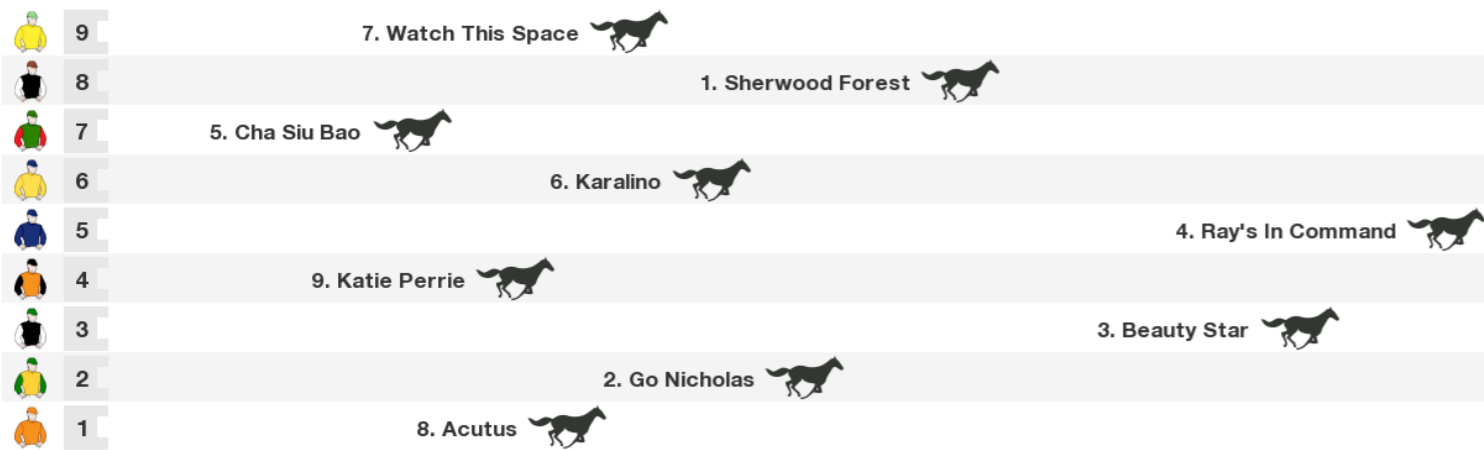 9 7. Watch This Space
8 1. Sherwood Forest
7 5. Cha Siu Bao
6 6. Karalino
5 4. Ray's In Command
4 9. Katie Perrie
3 3. Beauty Star
2 2. Go Nicholas
1 8. Acutus